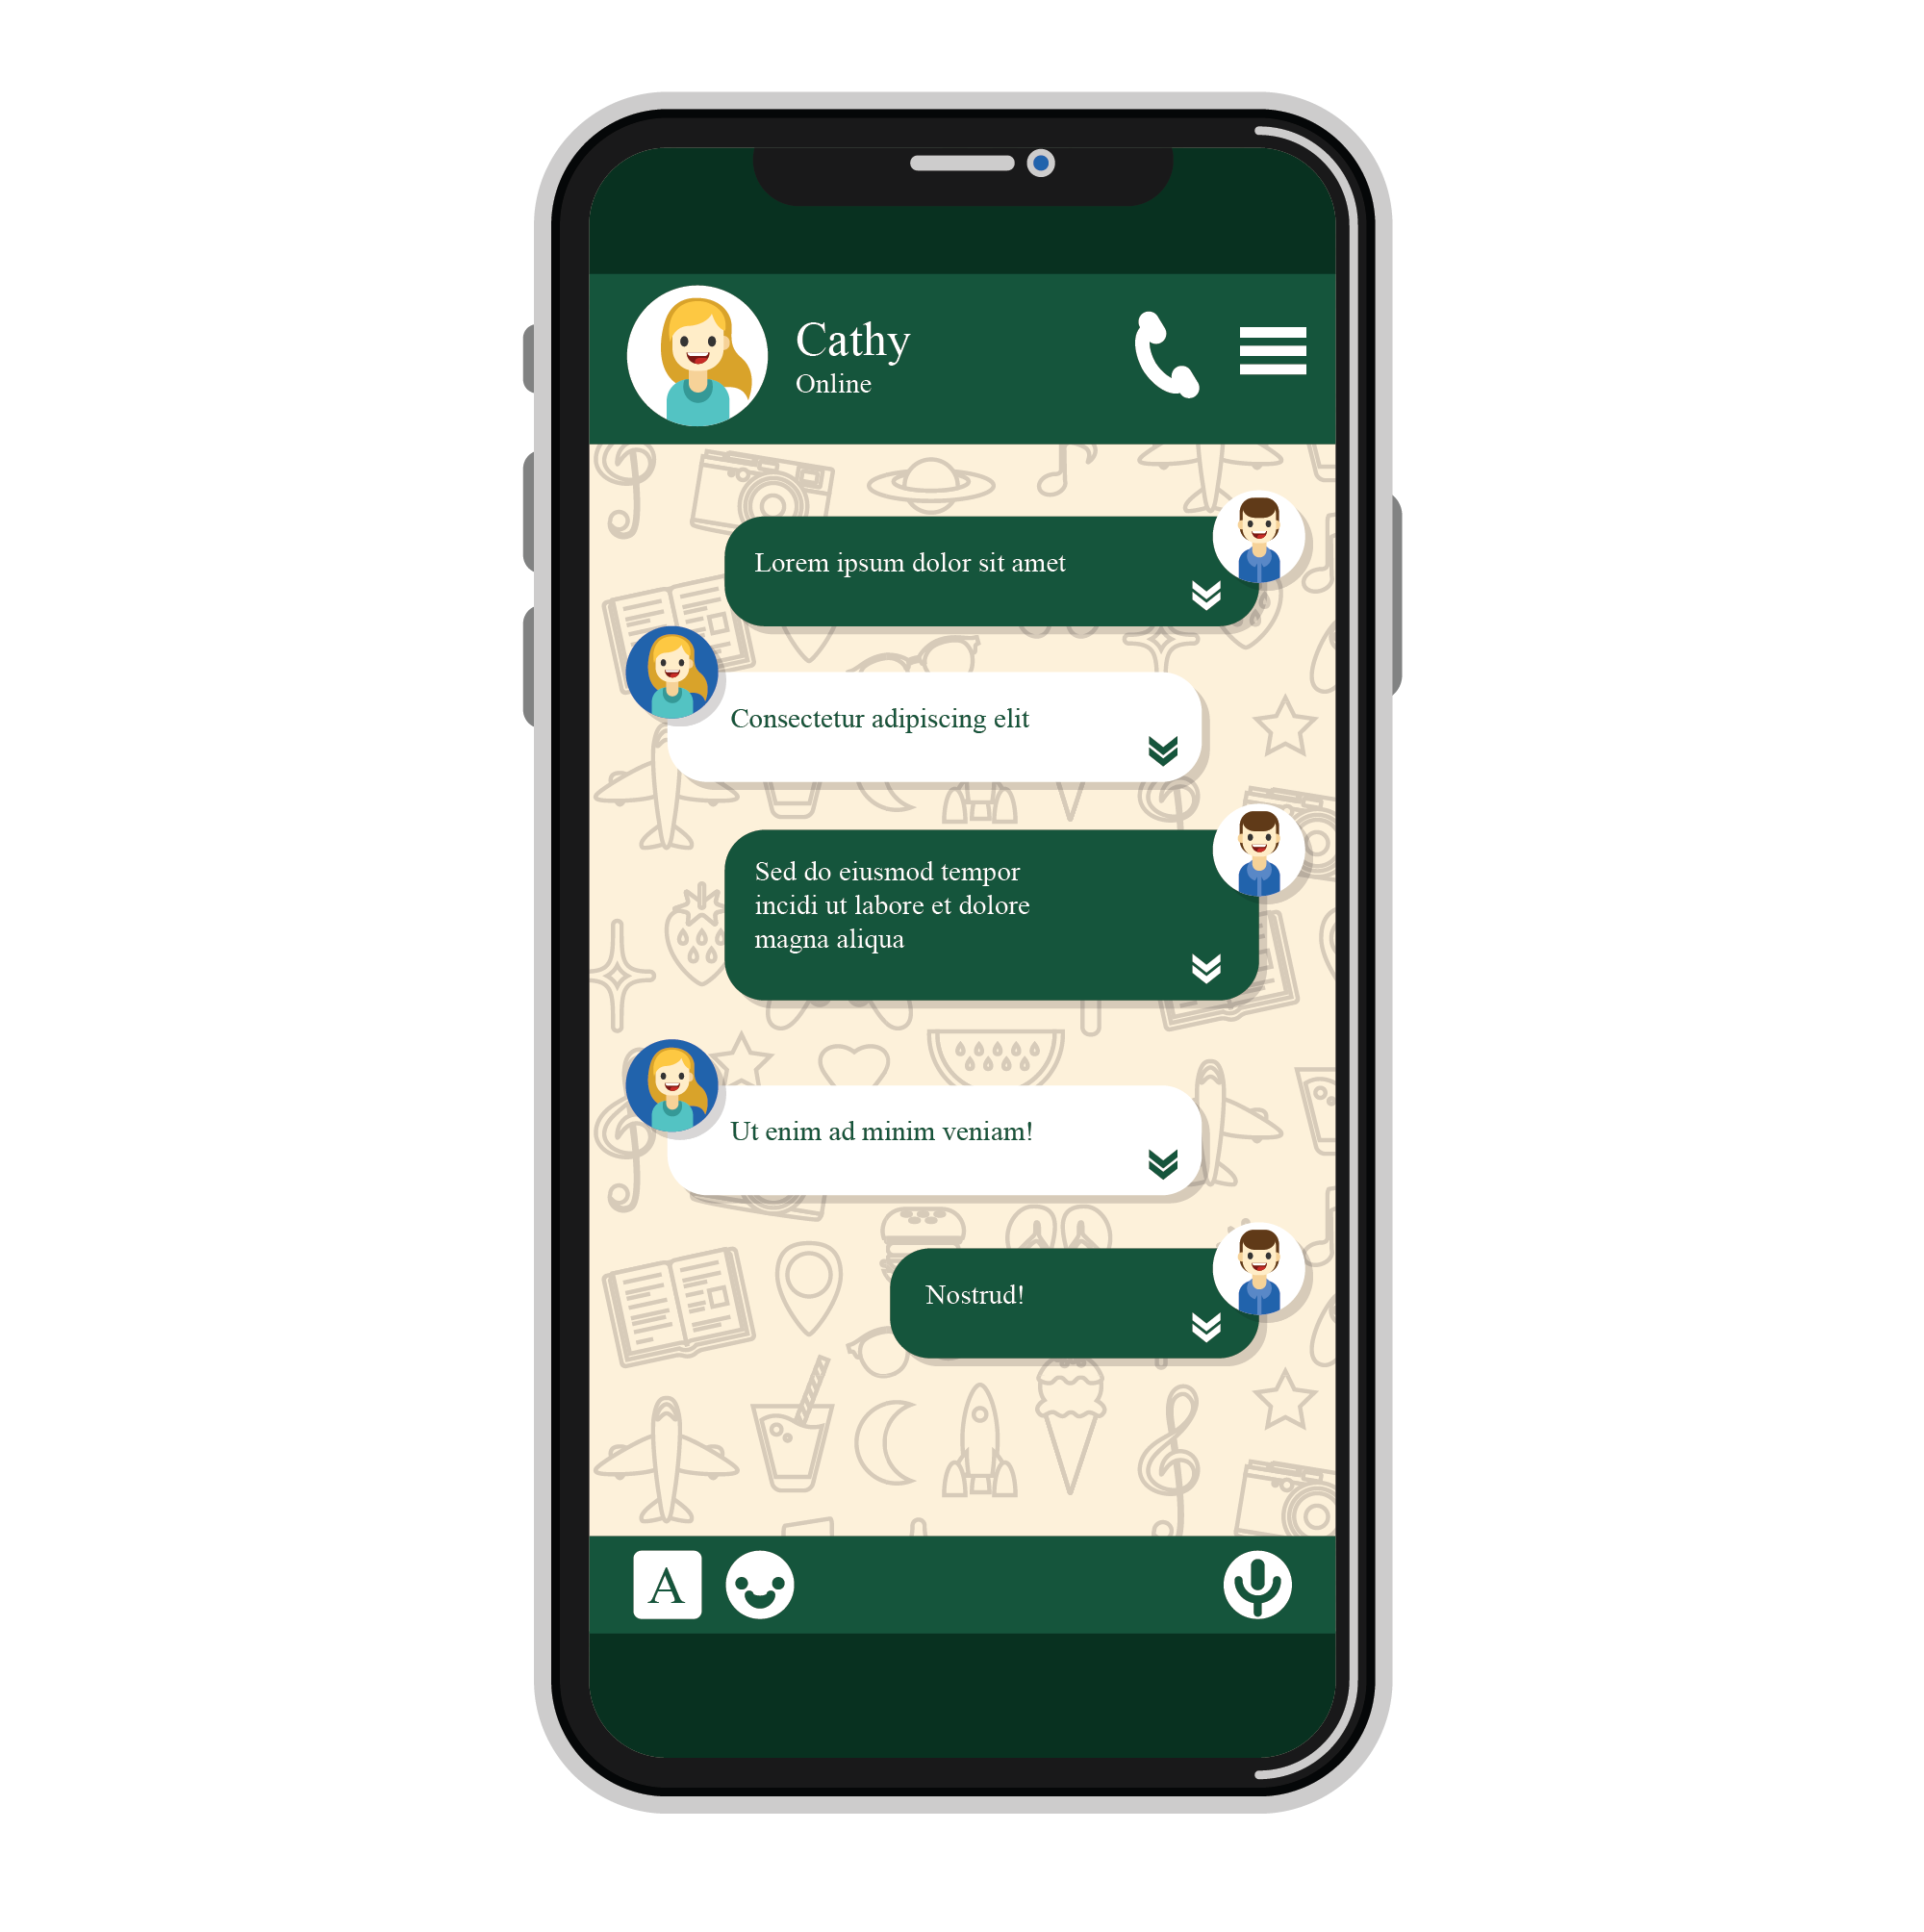 Cathy
Online
Lorem ipsum dolor sit amet
Consectetur adipiscing elit
Sed do eiusmod tempor
incidi ut labore et dolore
magna aliqua
Ut enim ad minim veniam!
Nostrud!
A